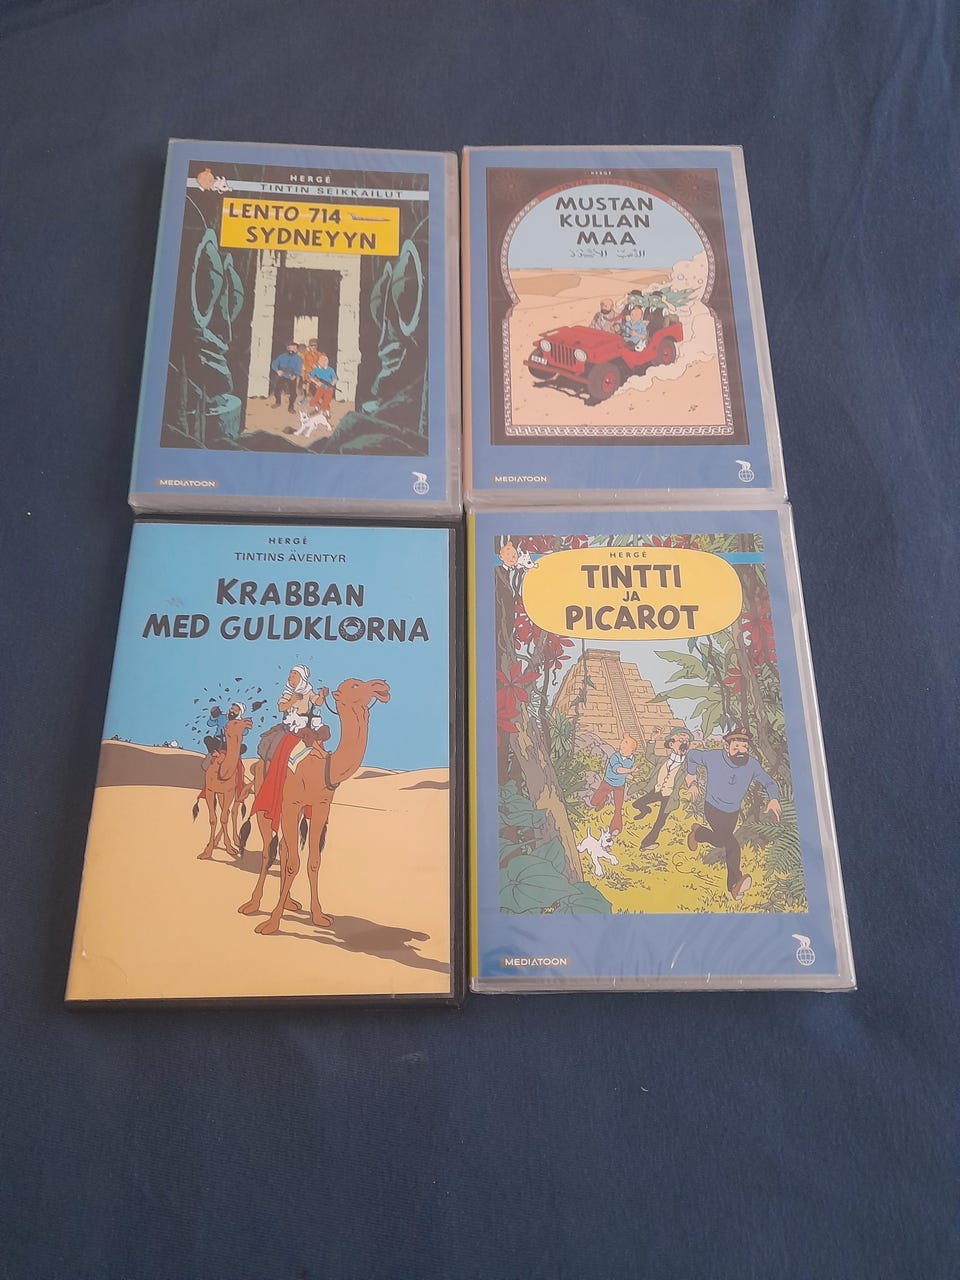 HERGÉ
TINTIN SEIKKAILUT
LENTO 714
SYDNEYYN
MEDIATOON
HERGÉ
MUSTAN
KULLAN
MAA
MEDIATOON
HERGÉ
TINTINS ÄVENTYR
KRABBAN
MED GULDKLORNA
HERGÉ
TINTTI
JA
PICAROT
MEDIATOON